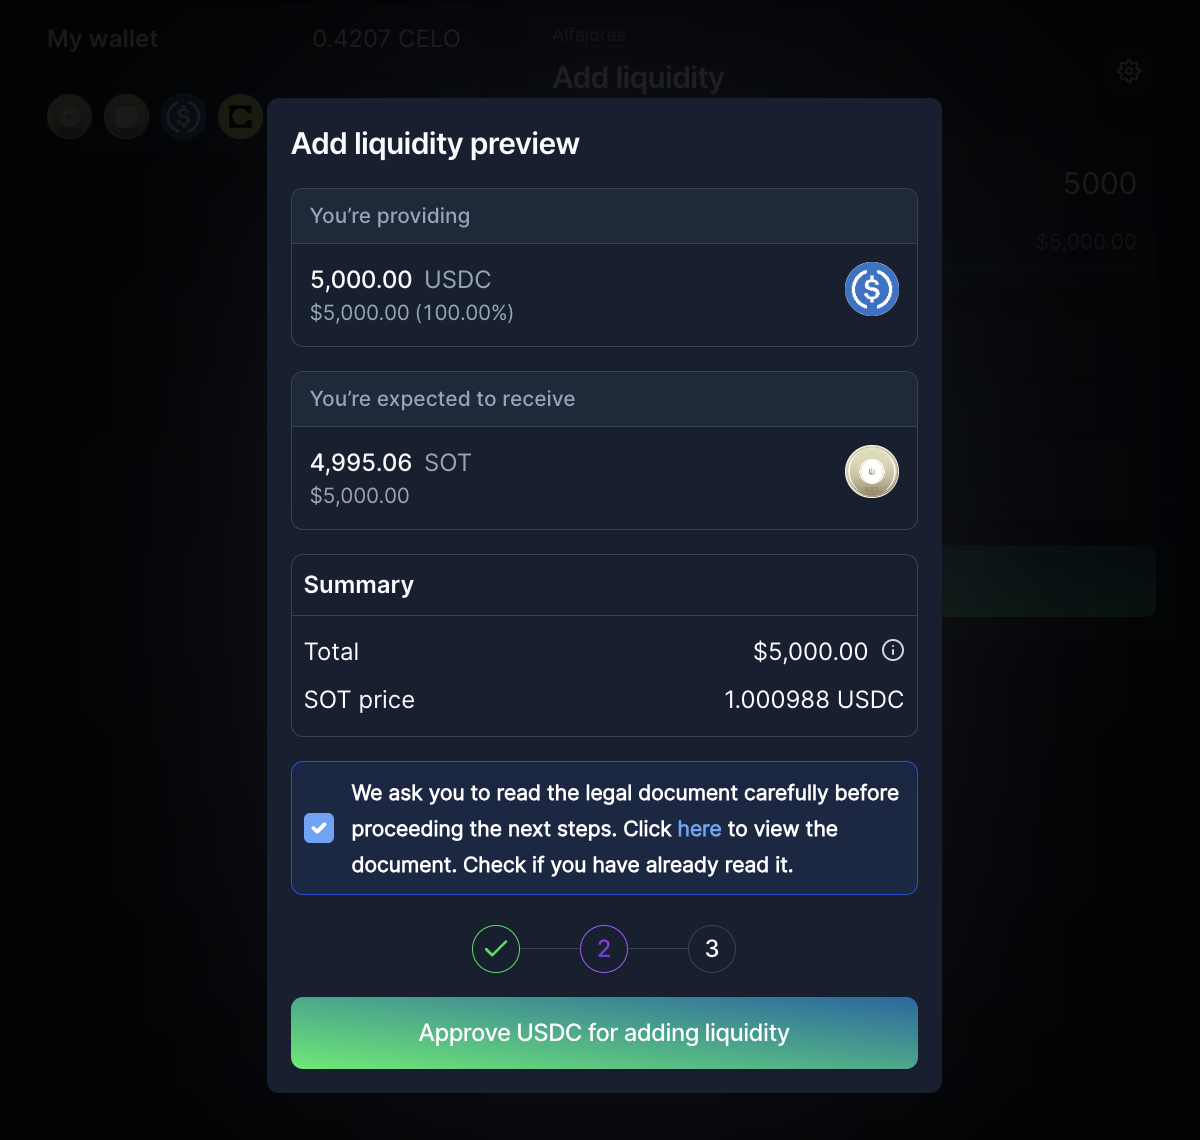 My wallet
0.4207 CELO
Alfajores
Add liquidity
5000
$5,000.00
Add liquidity preview
You’re providing
5,000.00 USDC
$5,000.00 (100.00%)
You’re expected to receive
4,995.06 SOT
$5,000.00
Summary
Total $5,000.00
SOT price 1.000988 USDC
We ask you to read the legal document carefully before
proceeding the next steps. Click here to view the
document. Check if you have already read it.
2 3
Approve USDC for adding liquidity